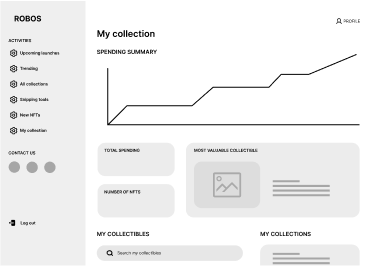 ROBOS
PROFILE
My collection
ACTIVITIES
SPENDING SUMMARY
Upcoming launches
Trending
All collections
Snipping tools
New NFTs
My collection
CONTACT US
TOTAL SPENDING
MOST VALUABLE COLLECTIBLE
NUMBER OF NFTS
Log out
MY COLLECTIBLES
MY COLLECTIONS
Search my collectibles